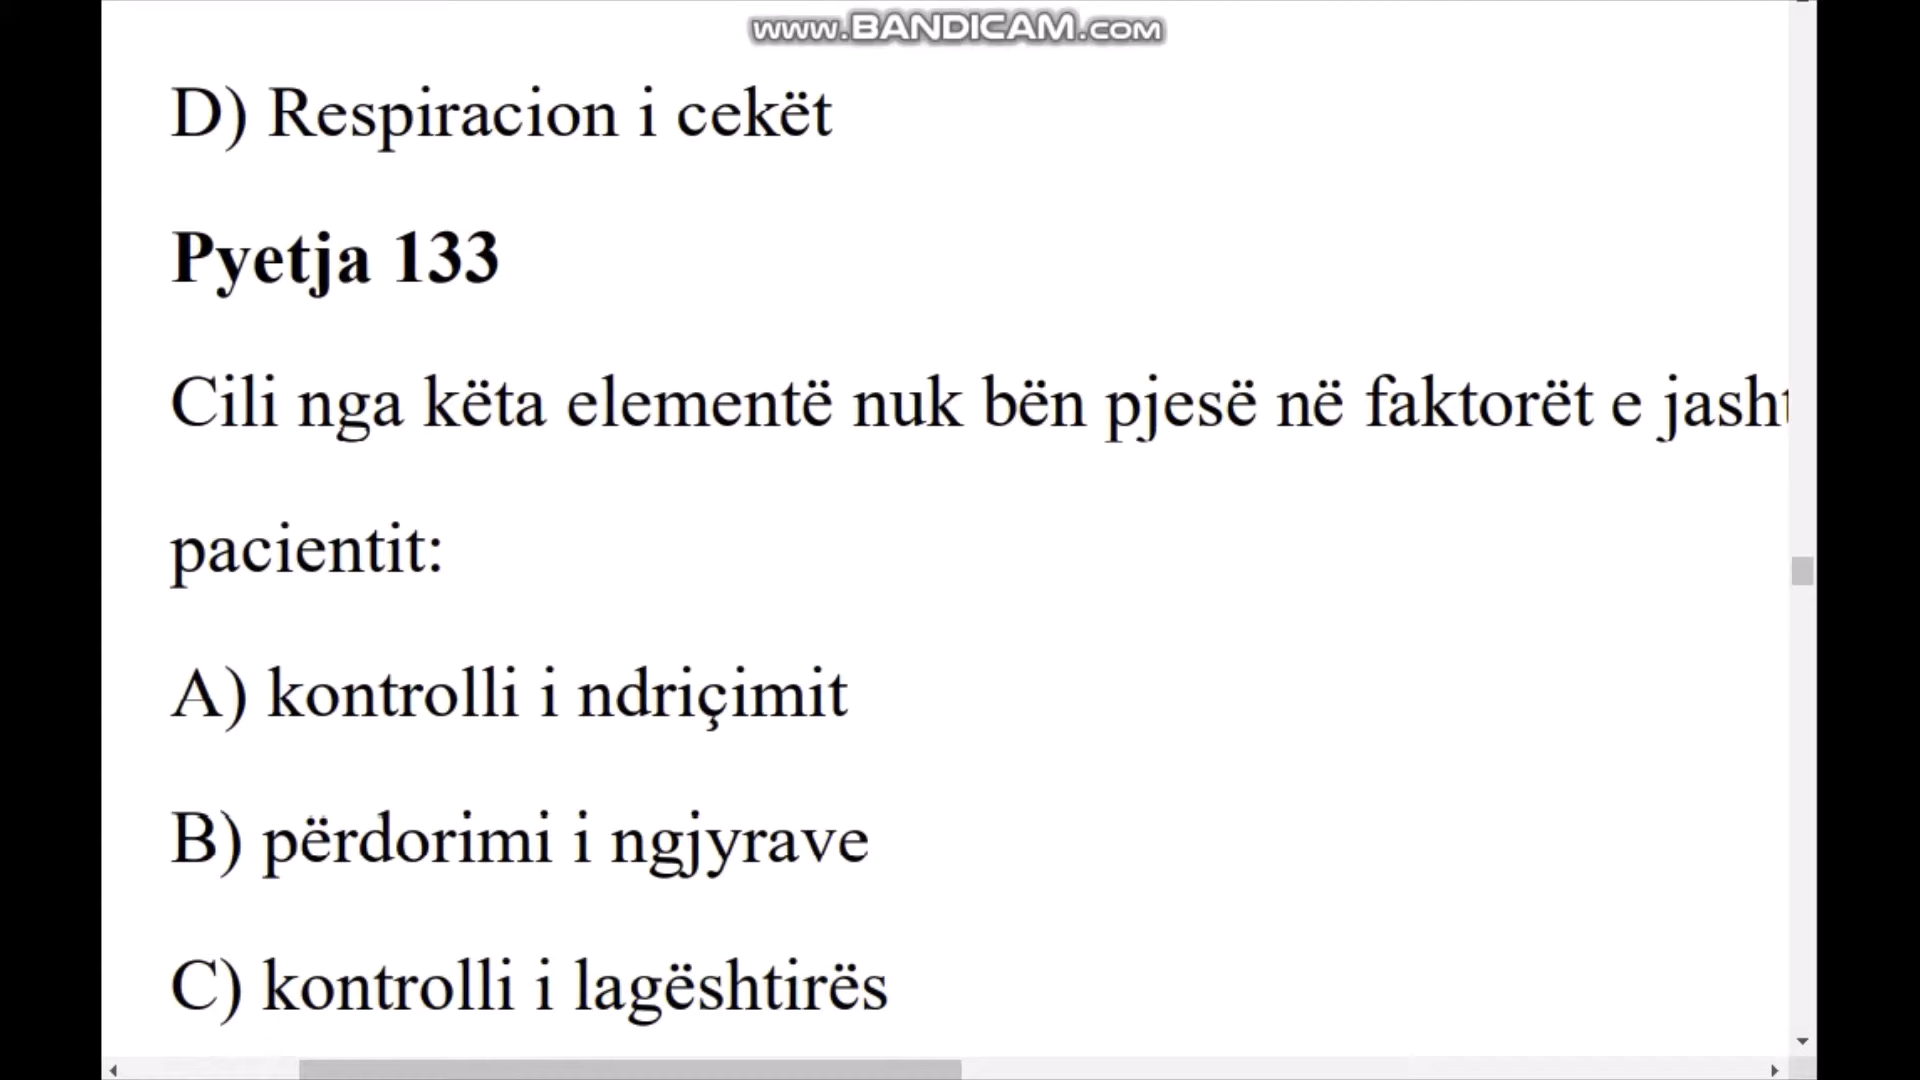 www.BANDICAM.com
D) Respiracion i cekët
Pyetja 133
Cili nga këta elementë nuk bën pjesë në faktorët e
pacientit:
A) kontrolli i ndriçimit
B) përdorimi i ngjyrave
C) kontrolli i lagështirës